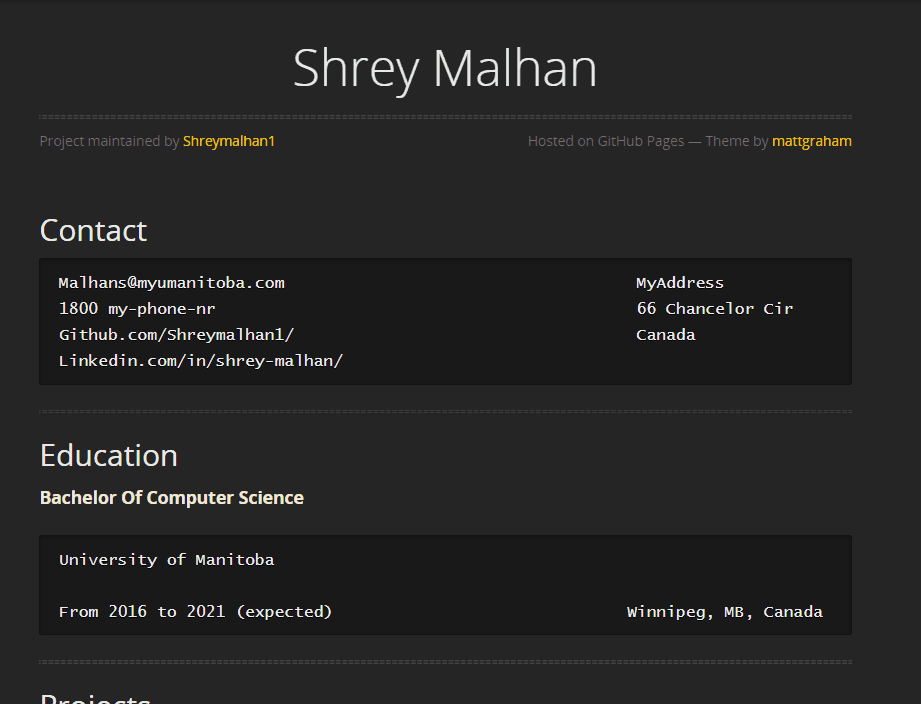 Shrey Malhan
Project maintained by Shreymalhan1
Hosted on GitHub Pages — Theme by mattgraham
Contact
Malhans@myumanitoba.com MyAddress
1800 my-phone-nr 66 Chancelor Cir
Github.com/Shreymalhan1/ Canada
Linkedin.com/in/shrey-malhan/
Education
Bachelor Of Computer Science
University of Manitoba
From 2016 to 2021 (expected) Winnipeg, MB, Canada
Projects